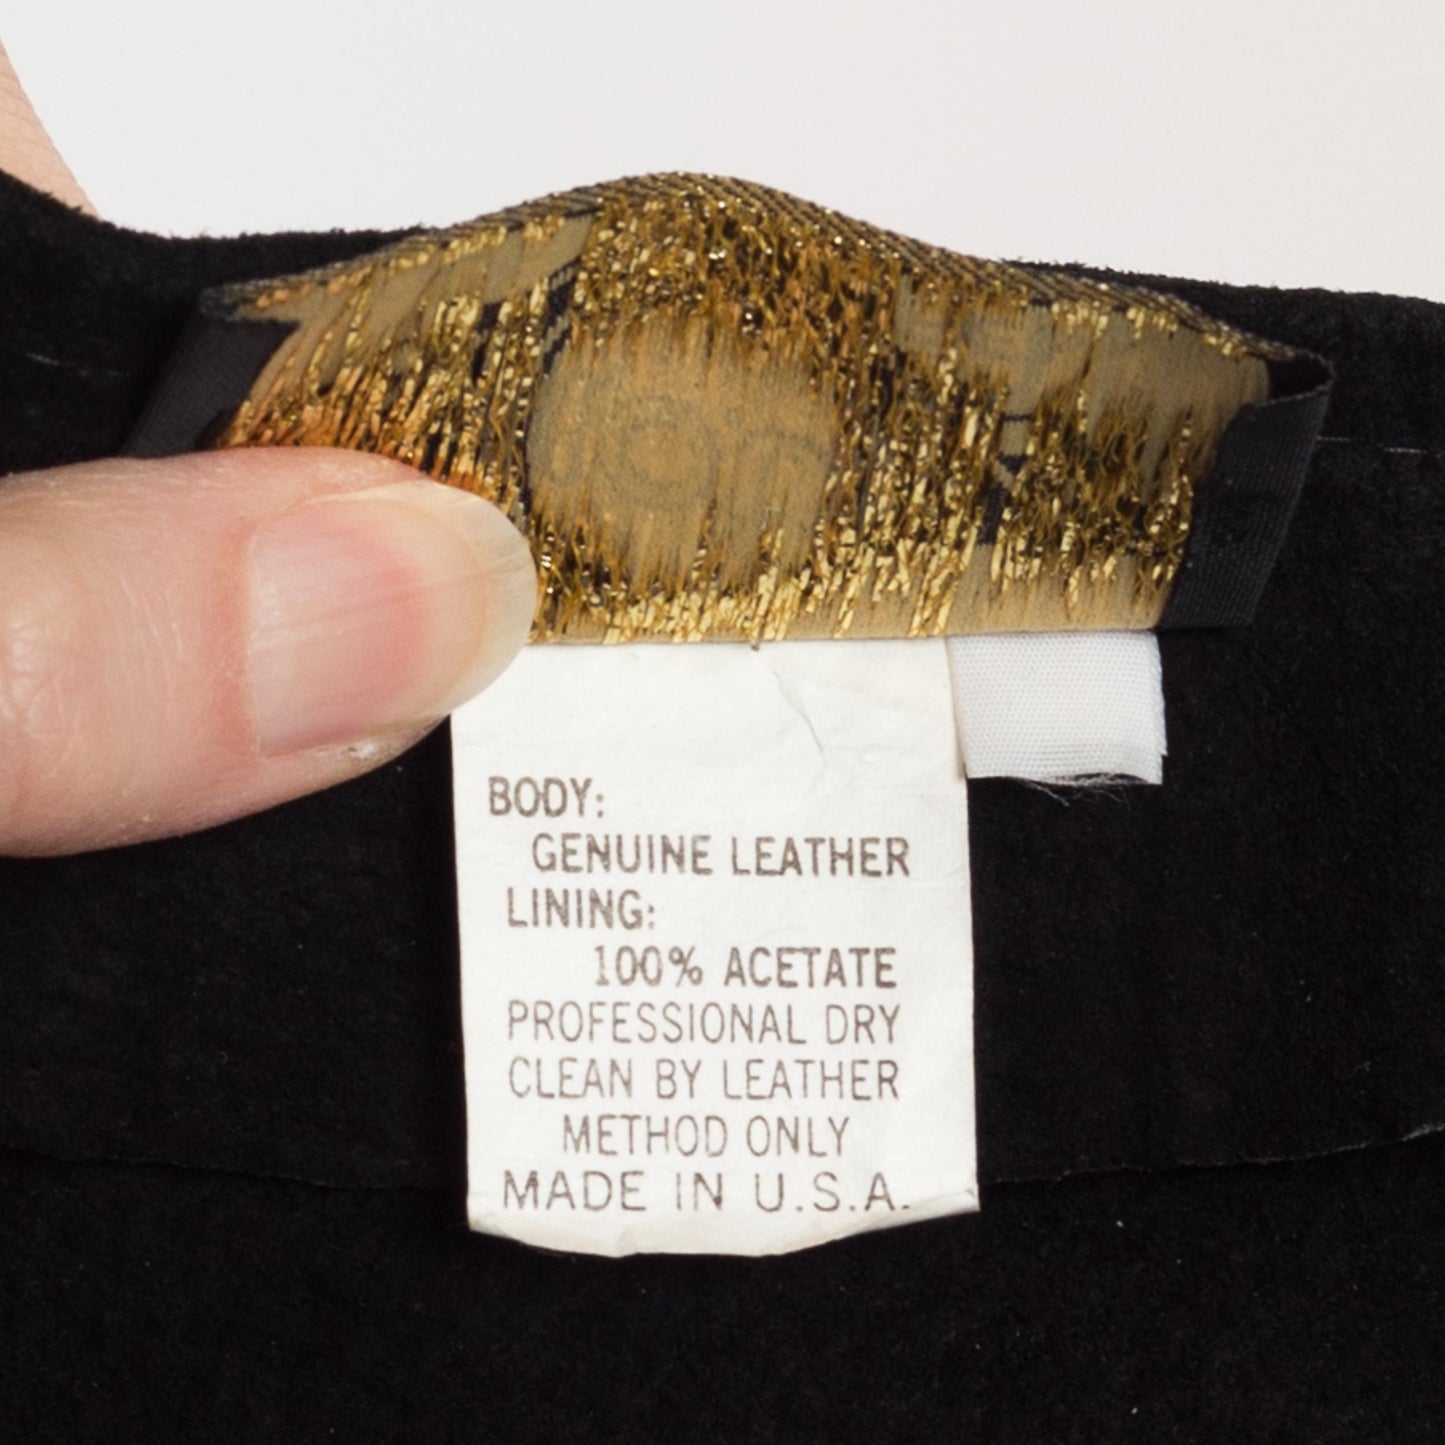 BODY:
GENUINE LEATHER
LINING:
100% ACETATE
PROFESSIONAL DRY
CLEAN BY LEATHER
METHOD ONLY
MADE IN U.S.A.